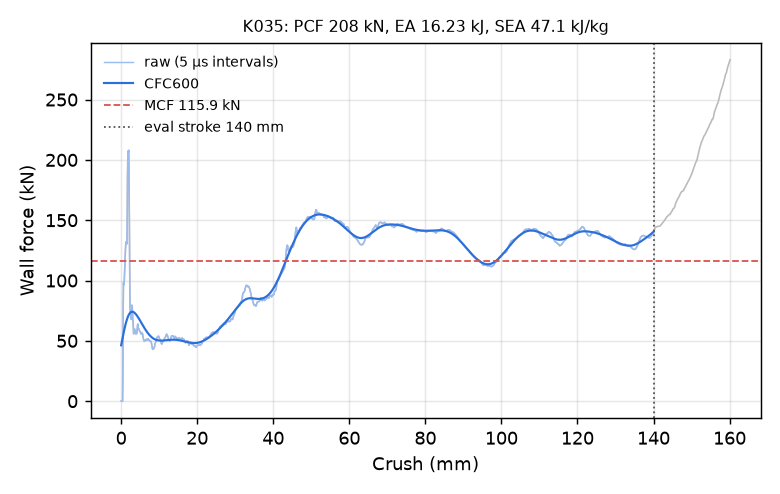 K035: PCF 208 kN, EA 16.23 kJ, SEA 47.1 kJ/kg
raw (5 µs intervals)
CFC600
MCF 115.9 kN
eval stroke 140 mm
Wall force (kN)
250
200
150
100
50
0
0 20 40 60 80 100 120 140 160
Crush (mm)